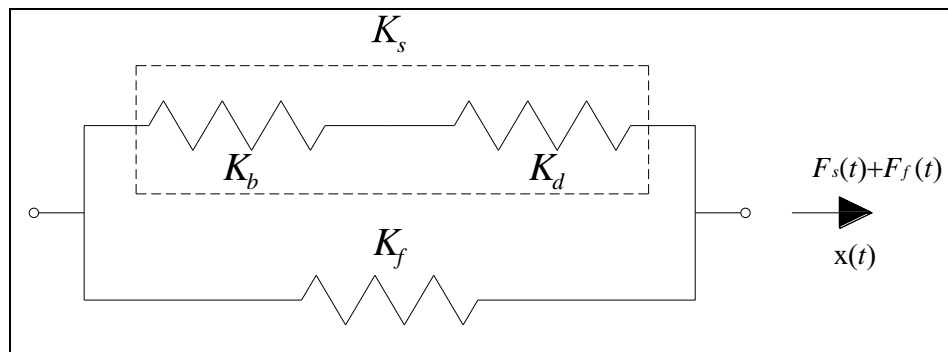 K_s
K_b
K_d
F_s(t)+F_f(t)
K_f
x(t)